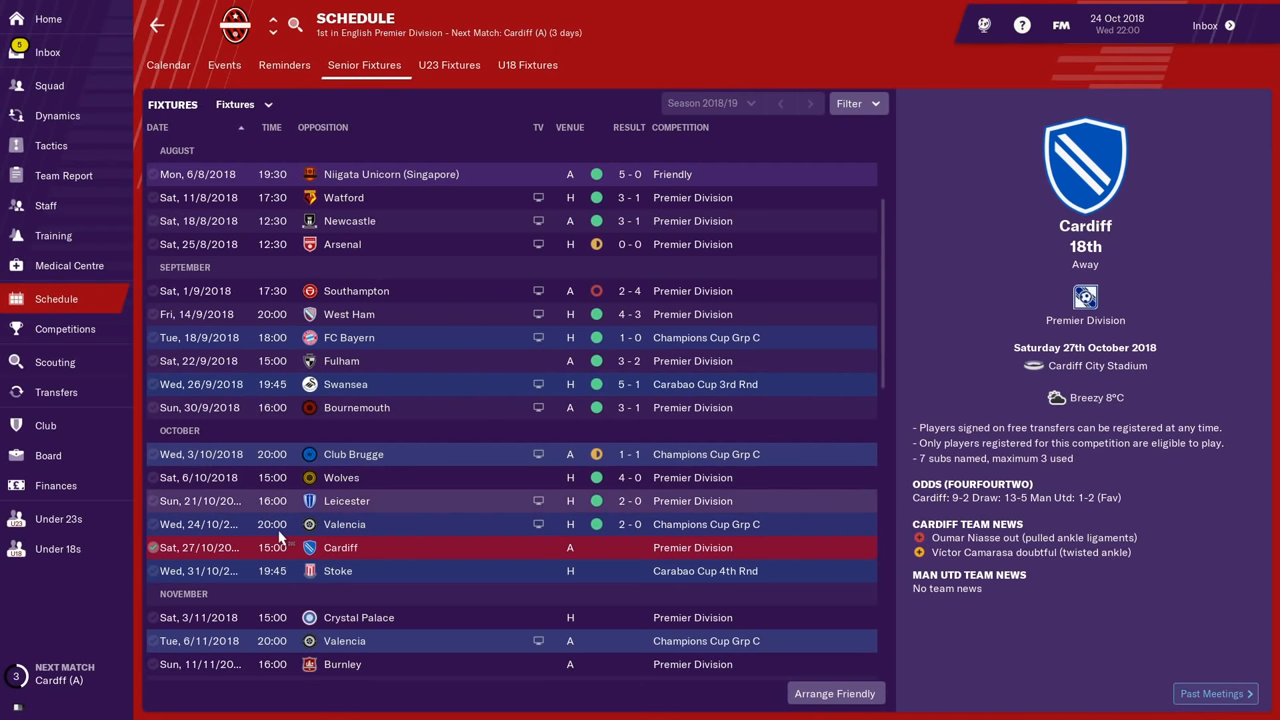 Home
SCHEDULE
1st in English Premier Division - Next Match: Cardiff (A) (3 days)
24 Oct 2018
Wed 22:00
FM
Inbox
5
Inbox
Calendar
Events
Reminders
Senior Fixtures
U23 Fixtures
U18 Fixtures
Squad
Dynamics
Tactics
Team Report
Staff
Training
Medical Centre
Schedule
Competitions
Scouting
Transfers
Club
Board
Finances
U23 Under 23s
U18 Under 18s
3
NEXT MATCH
Cardff (A)
FIXTURES Fixtures Season 2018/19 Filter
DATE TIME OPPOSITION TV VENUE RESULT COMPETITION
AUGUST
Mon, 6/8/2018 19:30 Niigata Unicorn (Singapore) A 5 - 0 Friendly
Sat, 11/8/2018 17:30 Watford H 3 - 1 Premier Division
Sat, 18/8/2018 12:30 Newcastle A 3 - 1 Premier Division
Sat, 25/8/2018 12:30 Arsenal H 0 - 0 Premier Division
SEPTEMBER
Sat, 1/9/2018 17:30 Southampton A 2 - 4 Premier Division
Fri, 14/9/2018 20:00 West Ham H 4 - 3 Premier Division
Tue, 18/9/2018 18:00 FC Bayern H 1 - 0 Champions Cup Grp C
Sat, 22/9/2018 15:00 Fulham A 3 - 2 Premier Division
Wed, 26/9/2018 19:45 Swansea H 5 - 1 Carabao Cup 3rd Rnd
Sun, 30/9/2018 16:00 Bournemouth A 3 - 1 Premier Division
OCTOBER
Wed, 3/10/2018 20:00 Club Brugge A 1 - 1 Champions Cup Grp C
Sat, 6/10/2018 15:00 Wolves H 4 - 0 Premier Division
Sun, 21/10/20... 16:00 Leicester H 2 - 0 Premier Division
Wed, 24/10/2... 20:00 Valencia H 2 - 0 Champions Cup Grp C
Sat, 27/10/20... 15:00 Cardiff A Premier Division
Wed, 31/10/2... 19:45 Stoke H Carabao Cup 4th Rnd
NOVEMBER
Sat, 3/11/2018 15:00 Crystal Palace H Premier Division
Tue, 6/11/2018 20:00 Valencia A Champions Cup Grp C
Sun, 11/11/20... 16:00 Burnley A Premier Division
Arrange Friendly
Cardiff
18th
Away
Premier Division
Saturday 27th October 2018
Cardiff City Stadium
Breezy 8°C
- Players signed on free transfers can be registered at any time.
- Only players registered for this competition are eligible to play.
- 7 subs named, maximum 3 used
ODDS (FOURFOURTWO)
Cardiff: 9-2 Draw: 13-5 Man Utd: 1-2 (Fav)
CARDIFF TEAM NEWS
Oumar Niasse out (pulled ankle ligaments)
Víctor Camarasa doubtful (twisted ankle)
MAN UTD TEAM NEWS
No team news
Past Meetings